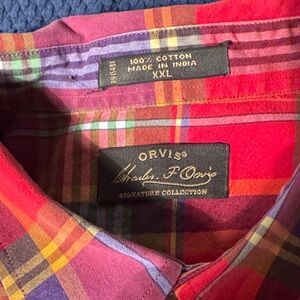 100% COTTON
MADE IN INDIA
XXL
ORVIS
Charles. F. Orvis
SIGNATURE COLLECTION